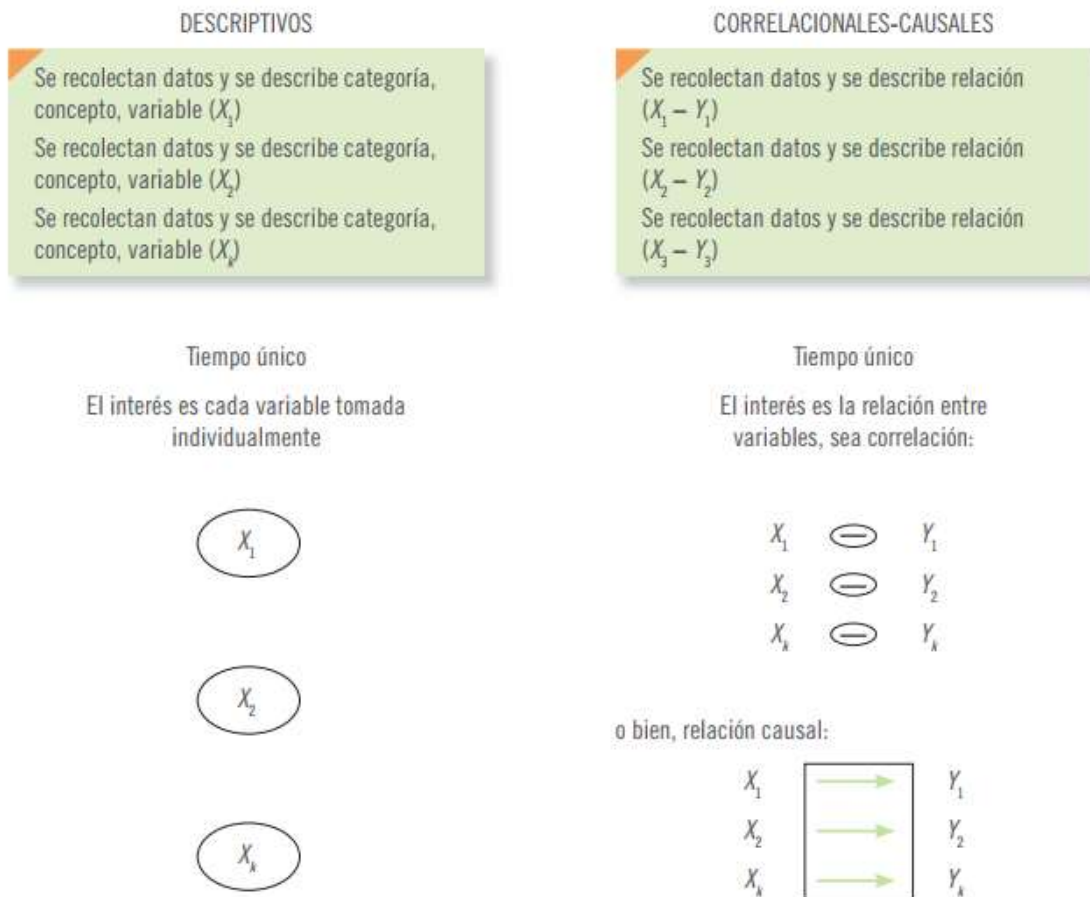 DESCRIPTIVOS
Se recolectan datos y se describe categoría,
concepto, variable (X₁)
Se recolectan datos y se describe categoría,
concepto, variable (X₂)
Se recolectan datos y se describe categoría,
concepto, variable (Xₖ)
Tiempo único
El interés es cada variable tomada
individualmente
X₁
X₂
Xₖ
CORRELACIONALES-CAUSALES
Se recolectan datos y se describe relación
(X₁ – Y₁)
Se recolectan datos y se describe relación
(X₂ – Y₂)
Se recolectan datos y se describe relación
(X₃ – Y₃)
Tiempo único
El interés es la relación entre
variables, sea correlación:
X₁ — Y₁
X₂ — Y₂
Xₖ — Yₖ
o bien, relación causal:
X₁ → Y₁
X₂ → Y₂
Xₖ → Yₖ